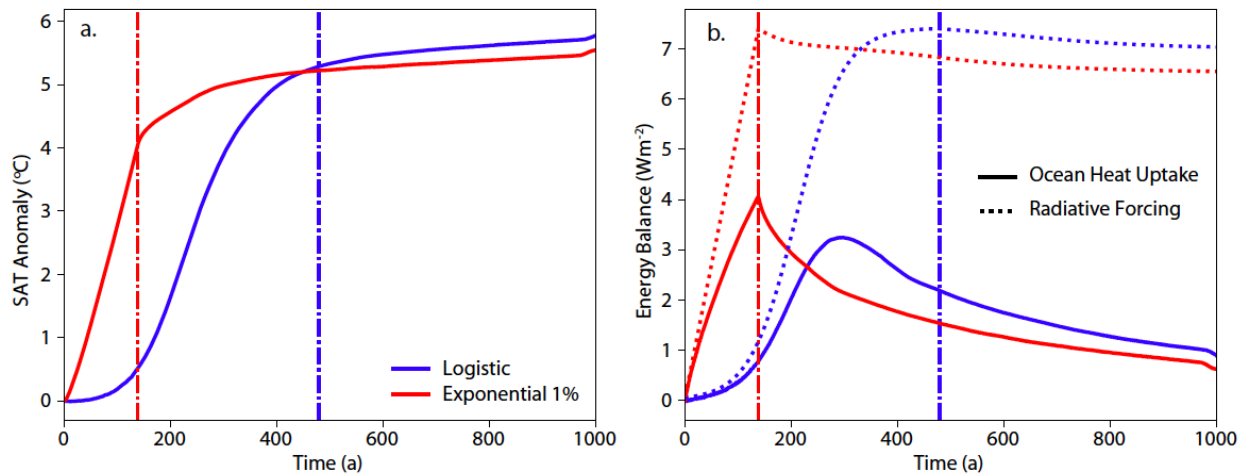 a.
SAT Anomaly (ºC)
6
5
4
3
2
1
0
Logistic
Exponential 1%
0 200 400 600 800 1000
Time (a)
b.
Energy Balance (Wm-2)
7
6
5
4
3
2
1
0
Ocean Heat Uptake
Radiative Forcing
0 200 400 600 800 1000
Time (a)